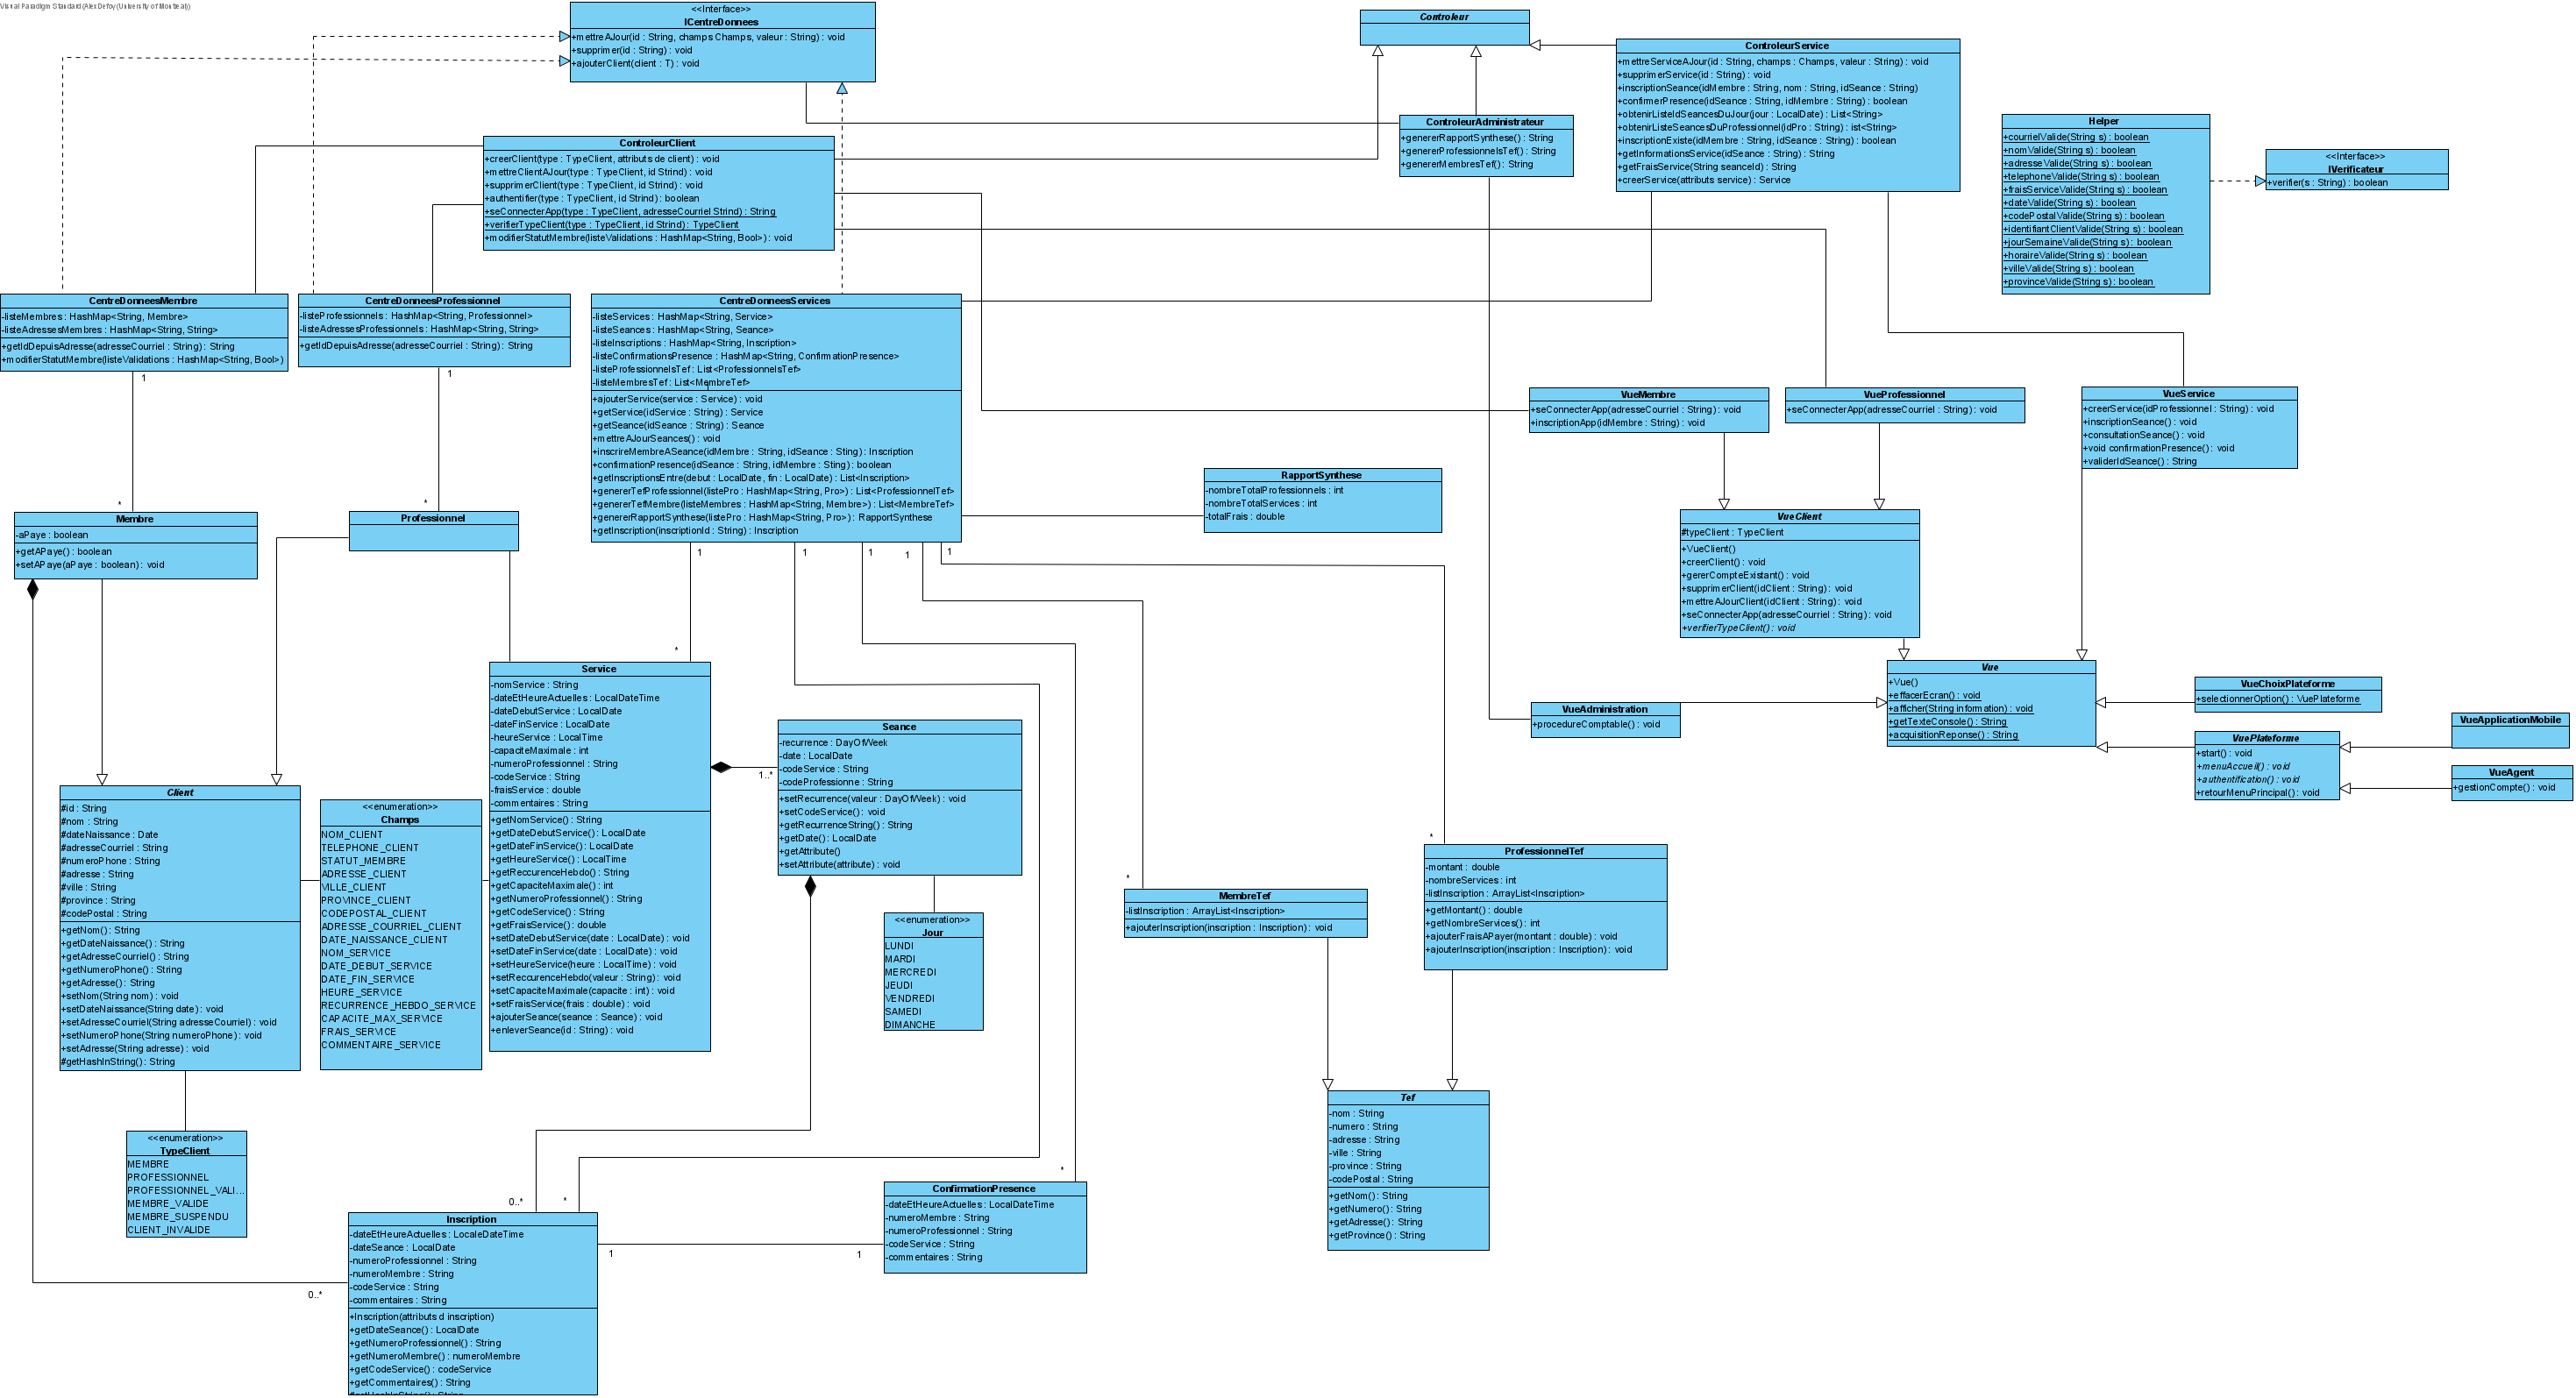 Visual Paradigm Standard (Alex Defoy (University of Montreal))
<<Interface>>
ICentreDonnees
+mettreAJour(id : String, champs Champs, valeur : String) : void
+supprimer(id : String) : void
+ajouterClient(client : T) : void
Controleur
ControleurService
+mettreServiceAJour(id : String, champs : Champs, valeur : String) : void
+supprimerService(id : String) : void
+inscriptionSeance(idMembre : String, nom : String, idSeance : String)
+confirmerPresence(idSeance : String, idMembre : String) : boolean
+obtenirListeIdSeancesDuJour(jour : LocalDate) : List<String>
+obtenirListeSeancesDuProfessionnel(idPro : String) : ist<String>
+inscriptionExiste(idMembre : String, idSeance : String) : boolean
+getInformationsService(idSeance : String) : String
+getFraisService(String seanceId) : String
+creerService(attributs service) : Service
ControleurAdministrateur
+genererRapportSynthese() : String
+genererProfessionnelsTef() : String
+genererMembresTef() : String
Helper
+courrielValide(String s) : boolean
+nomValide(String s) : boolean
+adresseValide(String s) : boolean
+telephoneValide(String s) : boolean
+fraisServiceValide(String s) : boolean
+dateValide(String s) : boolean
+codePostalValide(String s) : boolean
+identifiantClientValide(String s) : boolean
+jourSemaineValide(String s) : boolean
+horaireValide(String s) : boolean
+villeValide(String s) : boolean
+provinceValide(String s) : boolean
<<Interface>>
IVerificateur
+verifier(s : String) : boolean
ControleurClient
+creerClient(type : TypeClient, attributs de client) : void
+mettreClientAJour(type : TypeClient, id Strind) : void
+supprimerClient(type : TypeClient, id Strind) : void
+authentifier(type : TypeClient, id Strind) : boolean
+seConnecterApp(type : TypeClient, adresseCourriel Strind) : String
+verifierTypeClient(type : TypeClient, id Strind) : TypeClient
+modifierStatutMembre(listeValidations : HashMap<String, Bool>) : void
CentreDonneesMembre
-listeMembres : HashMap<String, Membre>
-listeAdressesMembres : HashMap<String, String>
+getIdDepuisAdresse(adresseCourriel : String) : String
+modifierStatutMembre(listeValidations : HashMap<String, Bool>)
1
*
CentreDonneesProfessionnel
-listeProfessionnels : HashMap<String, Professionnel>
-listeAdressesProfessionnels : HashMap<String, String>
+getIdDepuisAdresse(adresseCourriel : String) : String
1
*
CentreDonneesServices
-listeServices : HashMap<String, Service>
-listeSeances : HashMap<String, Seance>
-listeInscriptions : HashMap<String, Inscription>
-listeConfirmationsPresence : HashMap<String, ConfirmationPresence>
-listeProfessionnelsTef : List<ProfessionnelsTef>
-listeMembresTef : List<MembreTef>
+ajouterService(service : Service) : void
+getService(idService : String) : Service
+getSeance(idSeance : String) : Seance
+mettreAJourSeances() : void
+inscrireMembreASeance(idMembre : String, idSeance : Sting) : Inscription
+confirmationPresence(idSeance : String, idMembre : Sting) : boolean
+getInscriptionsEntre(debut : LocalDate, fin : LocalDate) : List<Inscription>
+genererTefProfessionnel(listePro : HashMap<String, Pro>) : List<ProfessionnelTef>
+genererTefMembre(listeMembres : HashMap<String, Membre>) : List<MembreTef>
+genererRapportSynthese(listePro : HashMap<String, Pro>) : RapportSynthese
+getInscription(inscriptionId : String) : Inscription
1
1
1
1
1
*
VueMembre
+seConnecterApp(adresseCourriel : String) : void
+inscriptionApp(idMembre : String) : void
VueProfessionnel
+seConnecterApp(adresseCourriel : String) : void
VueService
+creerService(idProfessionnel : String) : void
+inscriptionSeance() : void
+consultationSeance() : void
+void confirmationPresence() : void
+validerIdSeance() : String
RapportSynthese
-nombreTotalProfessionnels : int
-nombreTotalServices : int
-totalFrais : double
Membre
-aPaye : boolean
+getAPaye() : boolean
+setAPaye(aPaye : boolean) : void
Professionnel
VueClient
#typeClient : TypeClient
+VueClient()
+creerClient() : void
+gererCompteExistant() : void
+supprimerClient(idClient : String) : void
+mettreAJourClient(idClient : String) : void
+seConnecterApp(adresseCourriel : String) : void
+verifierTypeClient() : void
Vue
+Vue()
+effacerEcran() : void
+afficher(String information) : void
+getTexteConsole() : String
+acquisitionReponse() : String
VueChoixPlateforme
+selectionnerOption() : VuePlateforme
VueAdministration
+procedureComptable() : void
VueApplicationMobile
VuePlateforme
+start() : void
+menuAccueil() : void
+authentification() : void
+retourMenuPrincipal() : void
VueAgent
+gestionCompte() : void
Service
-nomService : String
-dateEtHeureActuelles : LocalDateTime
-dateDebutService : LocalDate
-dateFinService : LocalDate
-heureService : LocalTime
-capaciteMaximale : int
-numeroProfessionnel : String
-codeService : String
-fraisService : double
-commentaires : String
+getNomService() : String
+getDateDebutService() : LocalDate
+getDateFinService() : LocalDate
+getHeureService() : LocalTime
+getReccurenceHebdo() : String
+getCapaciteMaximale() : int
+getNumeroProfessionnel() : String
+getCodeService() : String
+getFraisService() : double
+setDateDebutService(date : LocalDate) : void
+setDateFinService(date : LocalDate) : void
+setHeureService(heure : LocalTime) : void
+setReccurenceHebdo(valeur : String) : void
+setCapaciteMaximale(capacite : int) : void
+setFraisService(frais : double) : void
+ajouterSeance(seance : Seance) : void
+enleverSeance(id : String) : void
1..*
Seance
-recurrence : DayOfWeek
-date : LocalDate
-codeService : String
-codeProfessionne : String
+setRecurrence(valeur : DayOfWeek) : void
+setCodeService() : void
+getRecurrenceString() : String
+getDate() : LocalDate
+getAttribute()
+setAttribute(attribute) : void
Client
#id : String
#nom : String
#dateNaissance : Date
#adresseCourriel : String
#numeroPhone : String
#adresse : String
#ville : String
#province : String
#codePostal : String
+getNom() : String
+getDateNaissance() : String
+getAdresseCourriel() : String
+getNumeroPhone() : String
+getAdresse() : String
+setNom(String nom) : void
+setDateNaissance(String date) : void
+setAdresseCourriel(String adresseCourriel) : void
+setNumeroPhone(String numeroPhone) : void
+setAdresse(String adresse) : void
#getHashInString() : String
<<enumeration>>
Champs
NOM_CLIENT
TELEPHONE_CLIENT
STATUT_MEMBRE
ADRESSE_CLIENT
VILLE_CLIENT
PROVINCE_CLIENT
CODEPOSTAL_CLIENT
ADRESSE_COURRIEL_CLIENT
DATE_NAISSANCE_CLIENT
NOM_SERVICE
DATE_DEBUT_SERVICE
DATE_FIN_SERVICE
HEURE_SERVICE
RECURRENCE_HEBDO_SERVICE
CAPACITE_MAX_SERVICE
FRAIS_SERVICE
COMMENTAIRE_SERVICE
<<enumeration>>
Jour
LUNDI
MARDI
MERCREDI
JEUDI
VENDREDI
SAMEDI
DIMANCHE
*
MembreTef
-listInscription : ArrayList<Inscription>
+ajouterInscription(inscription : Inscription) : void
*
ProfessionnelTef
-montant : double
-nombreServices : int
-listInscription : ArrayList<Inscription>
+getMontant() : double
+getNombreServices() : int
+ajouterFraisAPayer(montant : double) : void
+ajouterInscription(inscription : Inscription) : void
Tef
-nom : String
-numero : String
-adresse : String
-ville : String
-province : String
-codePostal : String
+getNom() : String
+getNumero() : String
+getAdresse() : String
+getProvince() : String
<<enumeration>>
TypeClient
MEMBRE
PROFESSIONNEL
PROFESSIONNEL_VALI...
MEMBRE_VALIDE
MEMBRE_SUSPENDU
CLIENT_INVALIDE
*
ConfirmationPresence
-dateEtHeureActuelles : LocalDateTime
-numeroMembre : String
-numeroProfessionnel : String
-codeService : String
-commentaires : String
0..*
*
1
1
0..*
Inscription
-dateEtHeureActuelles : LocaleDateTime
-dateSeance : LocalDate
-numeroProfessionnel : String
-numeroMembre : String
-codeService : String
-commentaires : String
+Inscription(attributs d inscription)
+getDateSeance() : LocalDate
+getNumeroProfessionnel() : String
+getNumeroMembre() : numeroMembre
+getCodeService() : codeService
+getCommentaires() : String
#getHashInString() : String